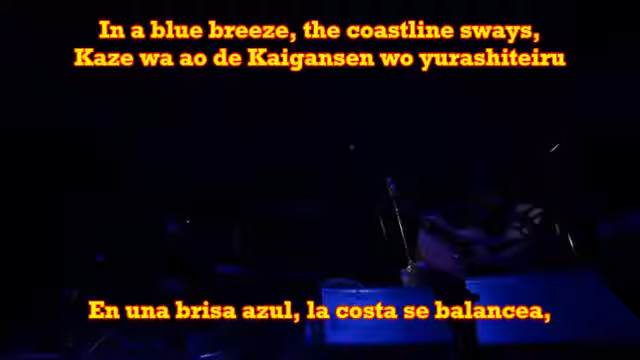 In a blue breeze, the coastline sways,
Kaze wa ao de Kaigansen wo yurashiteiru
En una brisa azul, la costa se balancea,